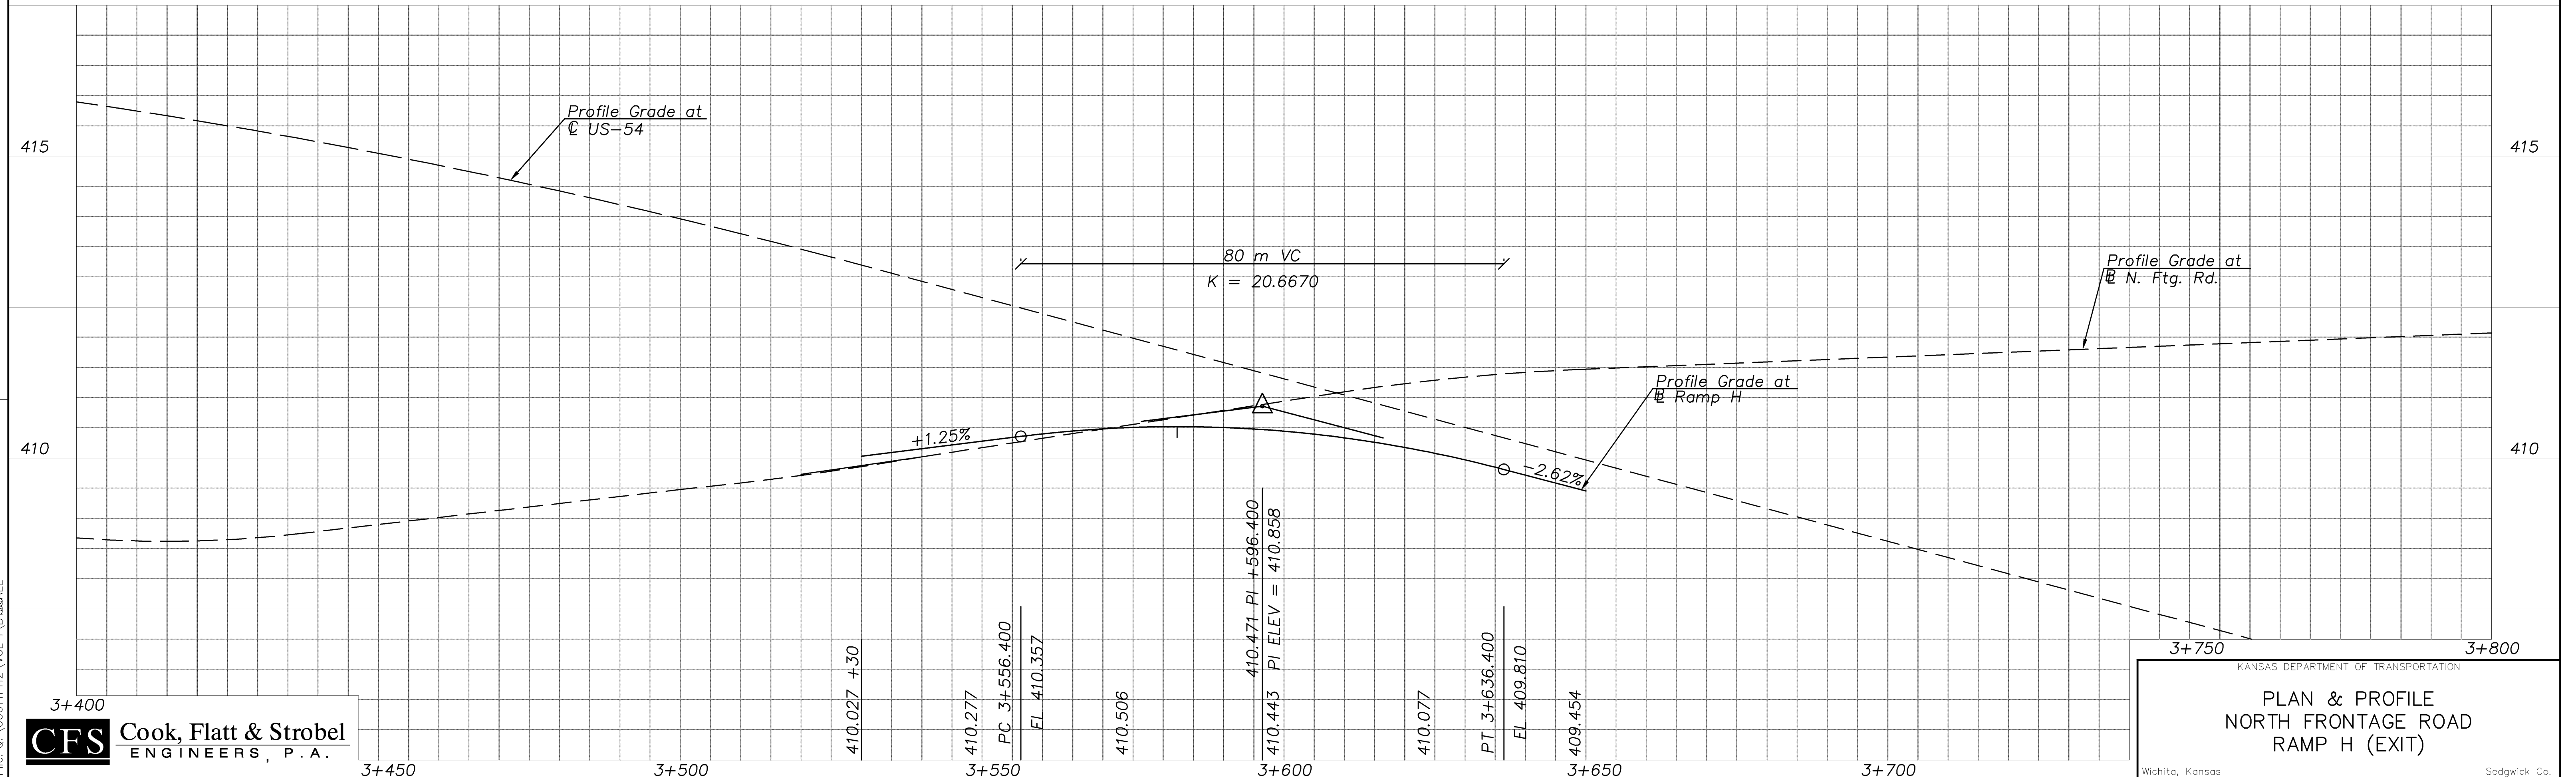 Profile Grade at
℄ US-54
415
415
80 m VC
K = 20.6670
Profile Grade at
N. Ftg. Rd.
Profile Grade at
Ramp H
+1.25%
-2.62%
410
410
410.027 +30
410.277
PC 3+556.400
EL 410.357
410.506
410.471 PI +596.400
410.443 PI ELEV = 410.858
410.077
PT 3+636.400
EL 409.810
409.454
3+400
3+450
3+500
3+550
3+600
3+650
3+700
3+750
3+800
CFS Cook, Flatt & Strobel
ENGINEERS, P.A.
KANSAS DEPARTMENT OF TRANSPORTATION
PLAN & PROFILE
NORTH FRONTAGE ROAD
RAMP H (EXIT)
Wichita, Kansas
Sedgwick Co.